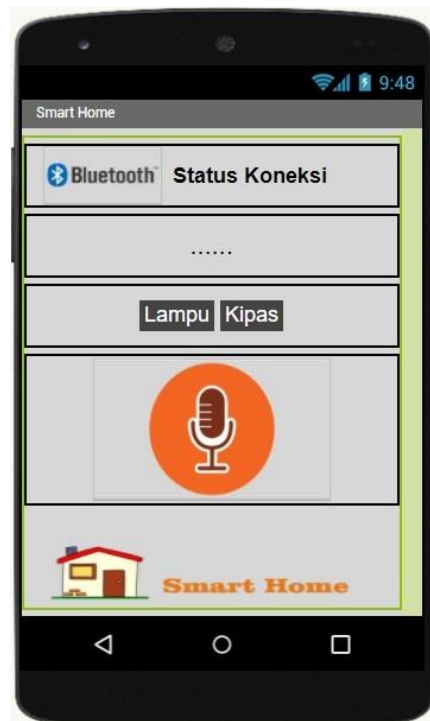 9:48
Smart Home
Bluetooth Status Koneksi
......
Lampu Kipas
Smart Home